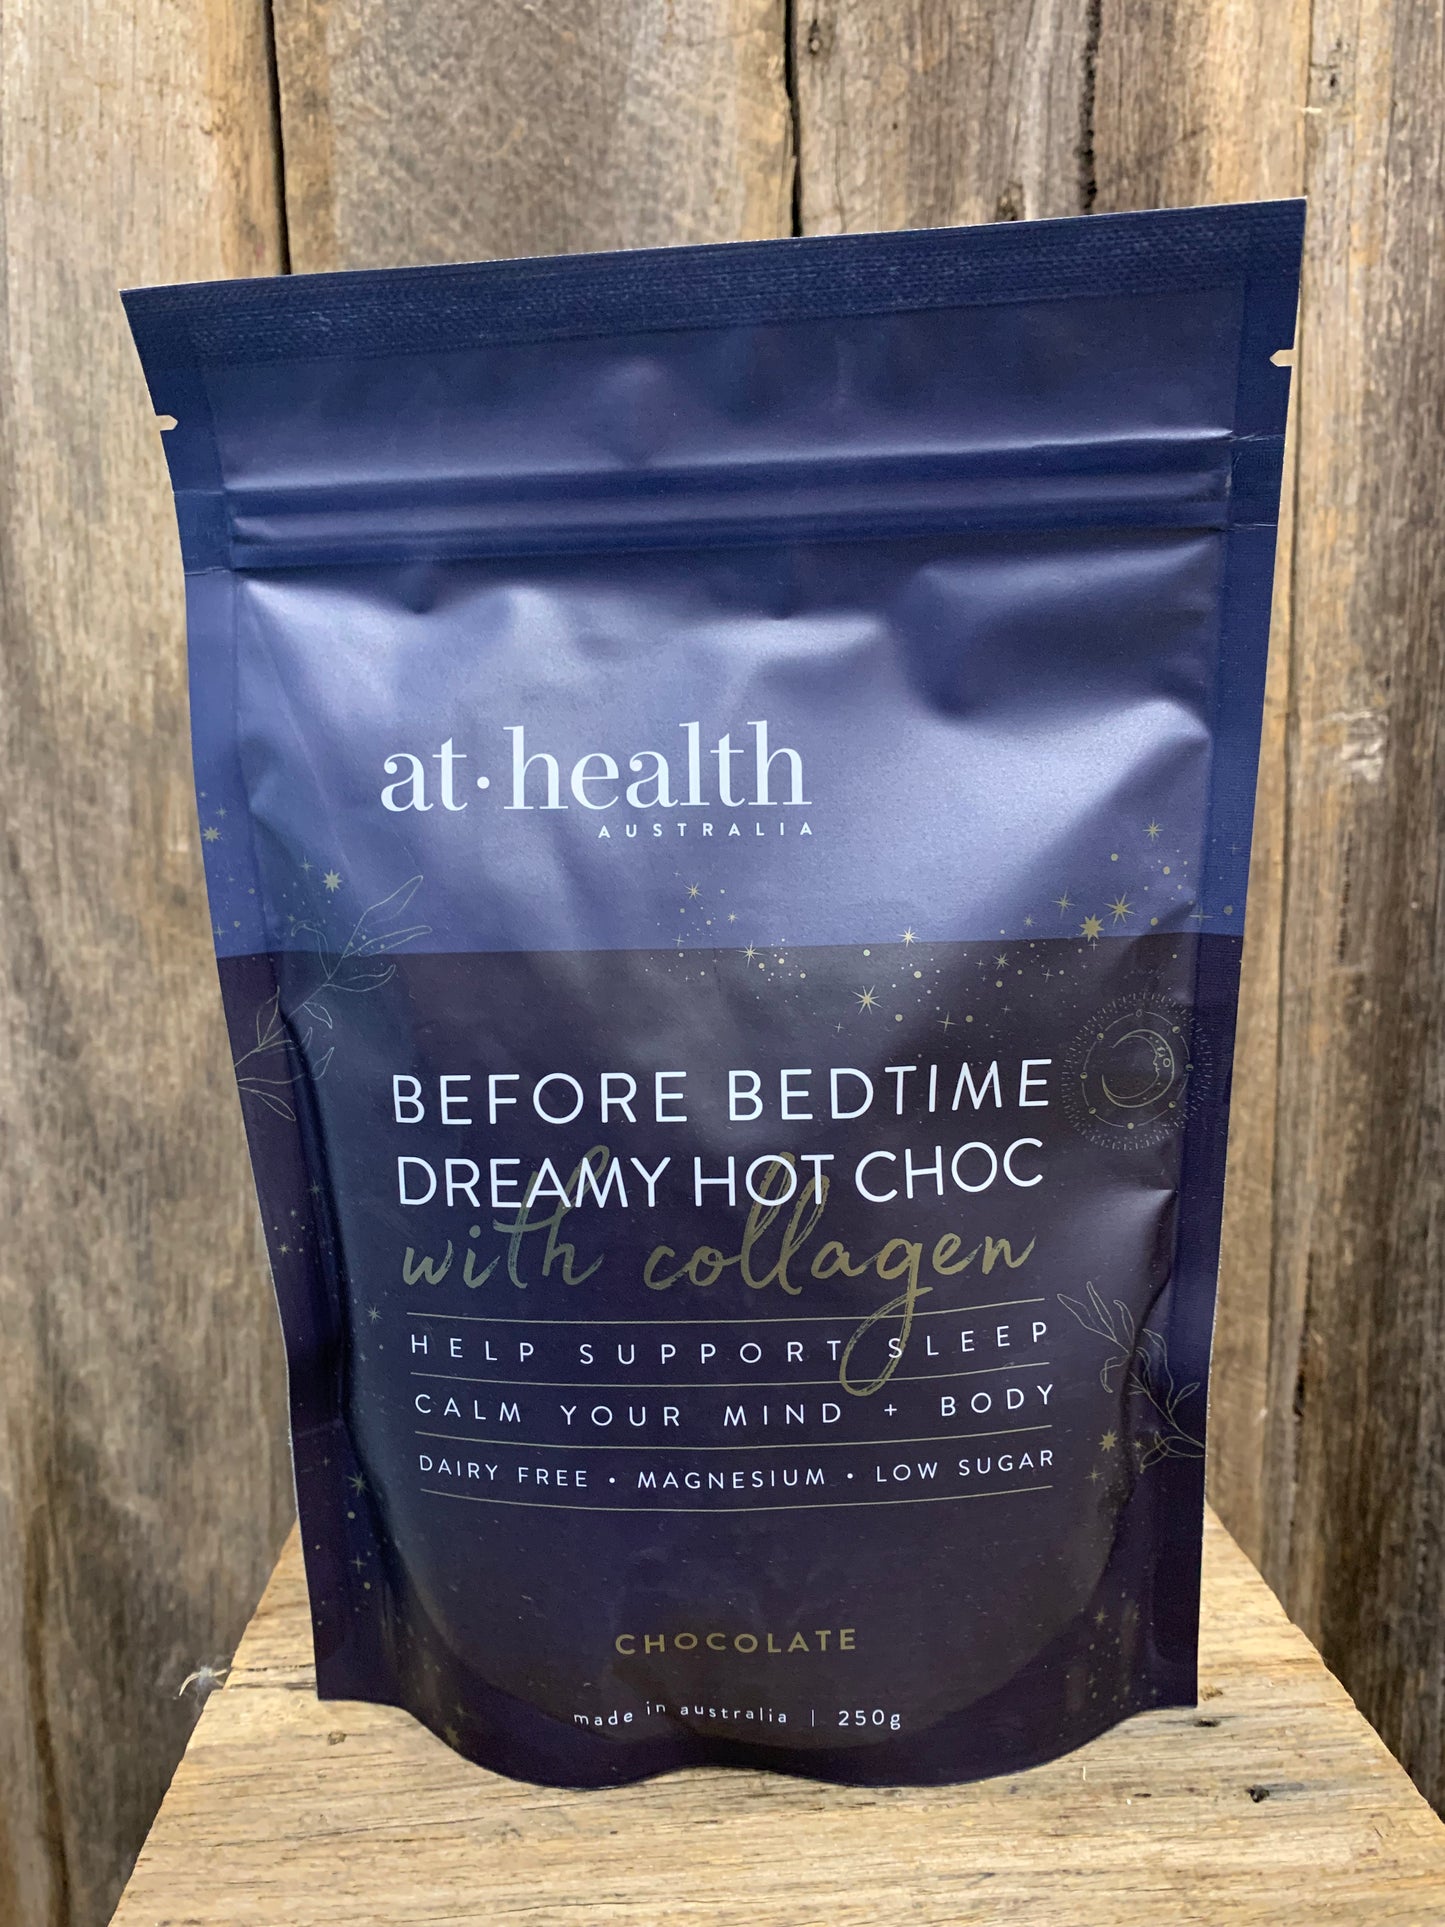 at·health
AUSTRALIA
BEFORE BEDTIME
DREAMY HOT CHOC
with collagen
HELP SUPPORT SLEEP
CALM YOUR MIND + BODY
DAIRY FREE • MAGNESIUM • LOW SUGAR
CHOCOLATE
made in australia | 250g